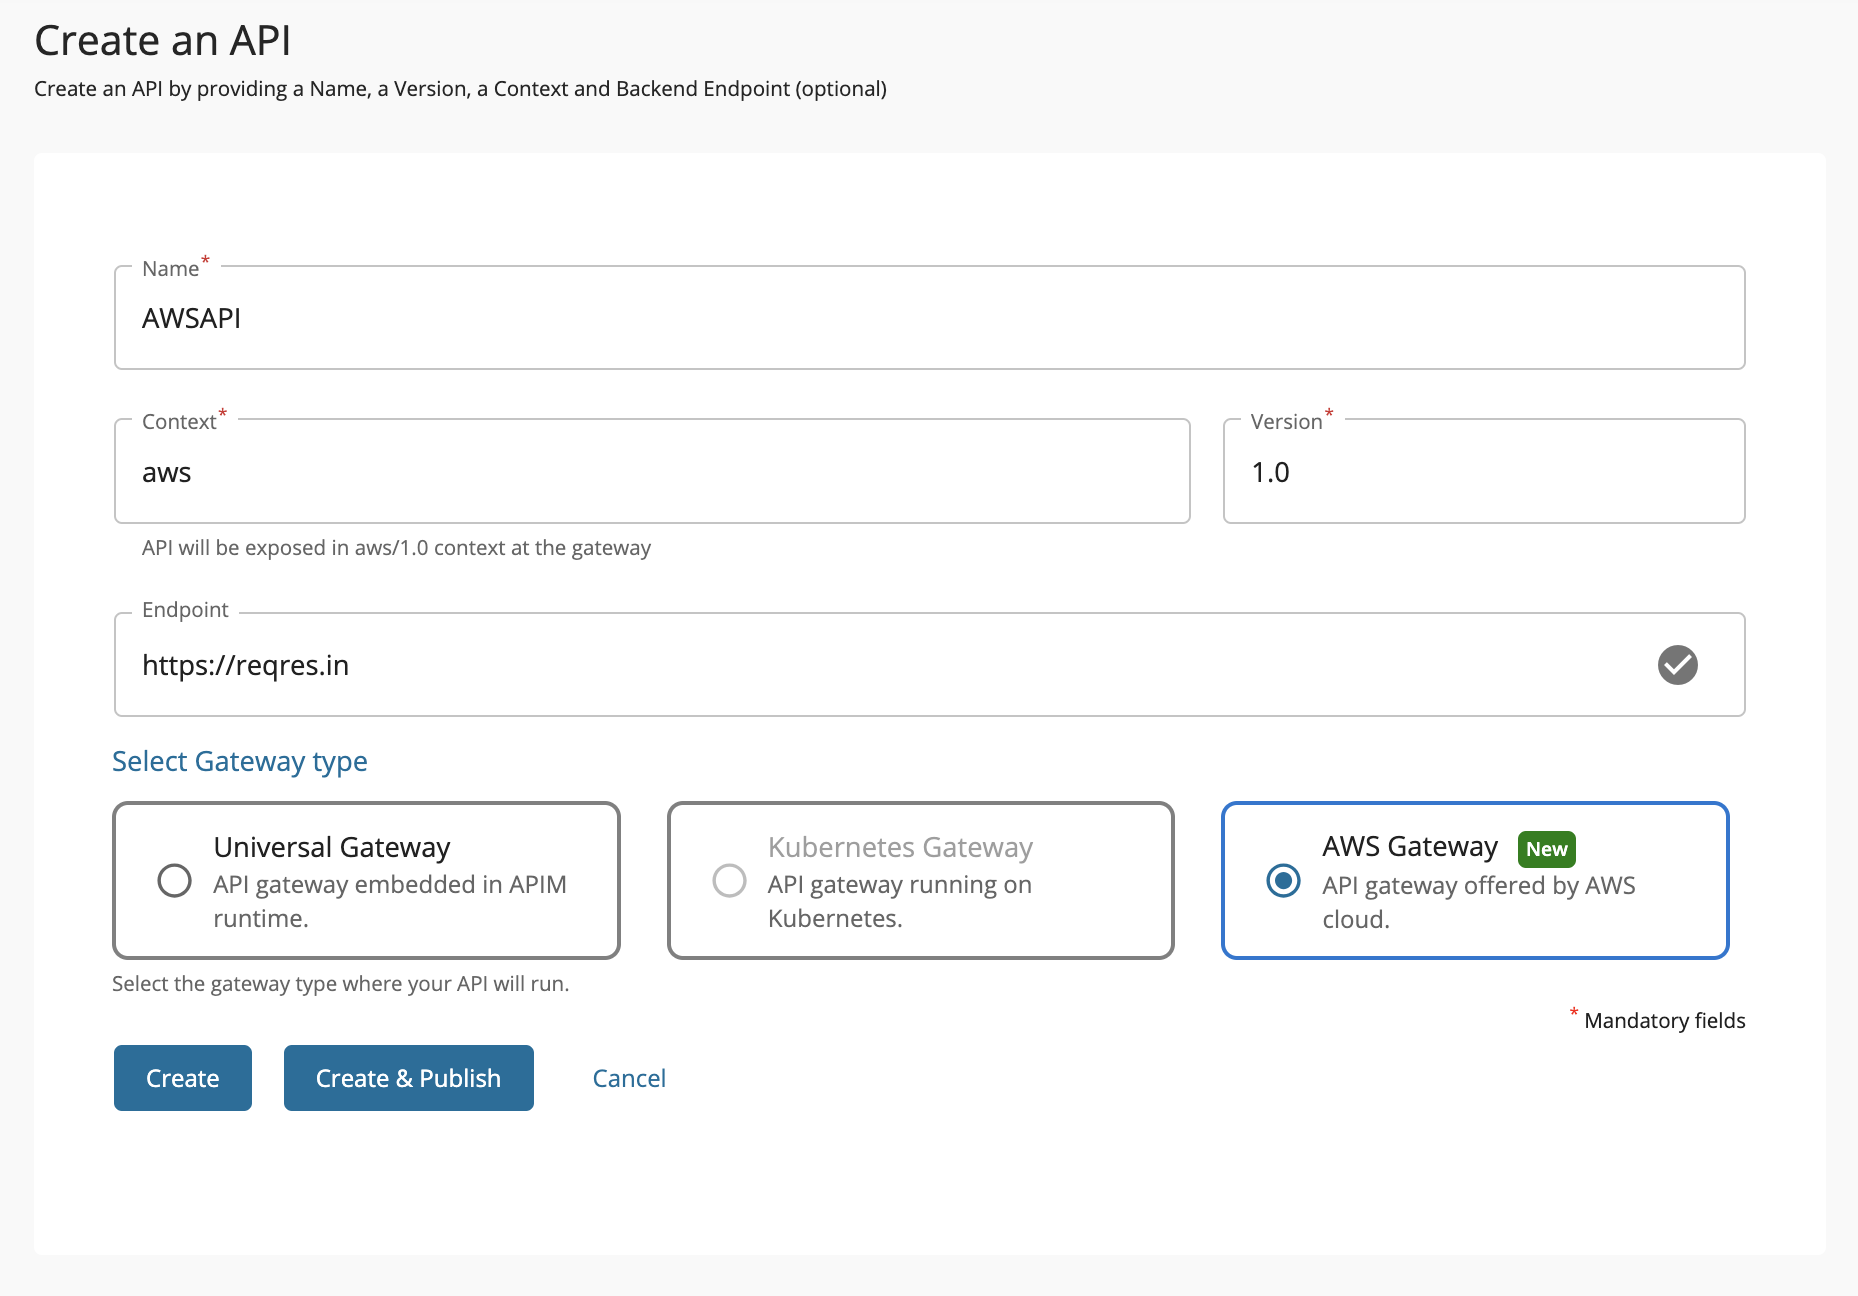 Create an API
Create an API by providing a Name, a Version, a Context and Backend Endpoint (optional)
Name*
AWSAPI
Context*
aws
Version*
1.0
API will be exposed in aws/1.0 context at the gateway
Endpoint
https://reqres.in
Select Gateway type
Universal Gateway
API gateway embedded in APIM
runtime.
Kubernetes Gateway
API gateway running on
Kubernetes.
AWS Gateway New
API gateway offered by AWS
cloud.
Select the gateway type where your API will run.
* Mandatory fields
Create
Create & Publish
Cancel